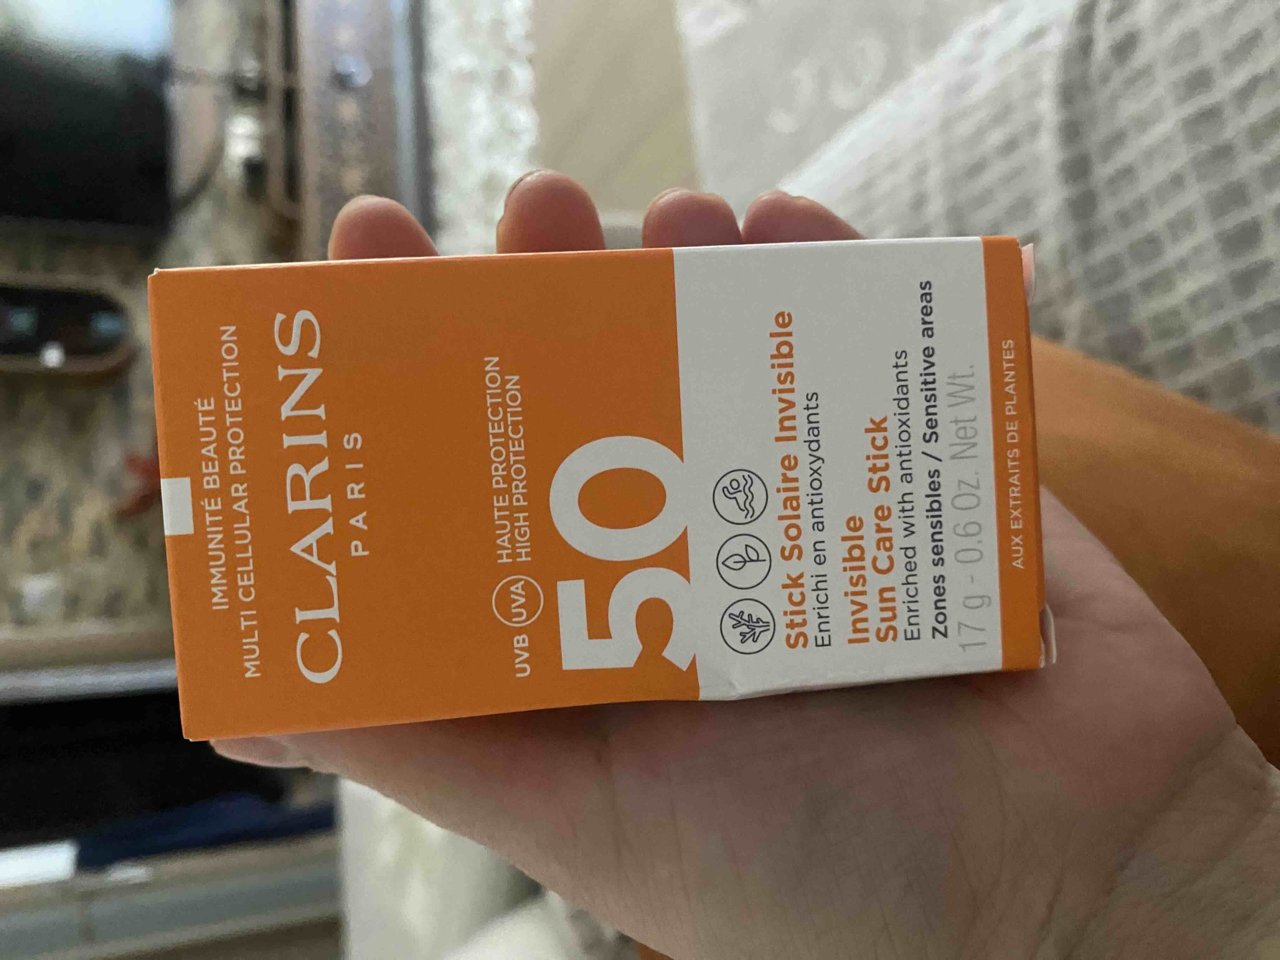 IMMUNITÉ BEAUTÉ
MULTI CELLULAR PROTECTION
CLARINS
PARIS
UVB UVA HAUTE PROTECTION
HIGH PROTECTION
50
Stick Solaire Invisible
Enrichi en antioxydants
Invisible
Sun Care Stick
Enriched with antioxidants
Zones sensibles / Sensitive areas
17 g - 0.6 Oz. Net Wt.
AUX EXTRAITS DE PLANTES